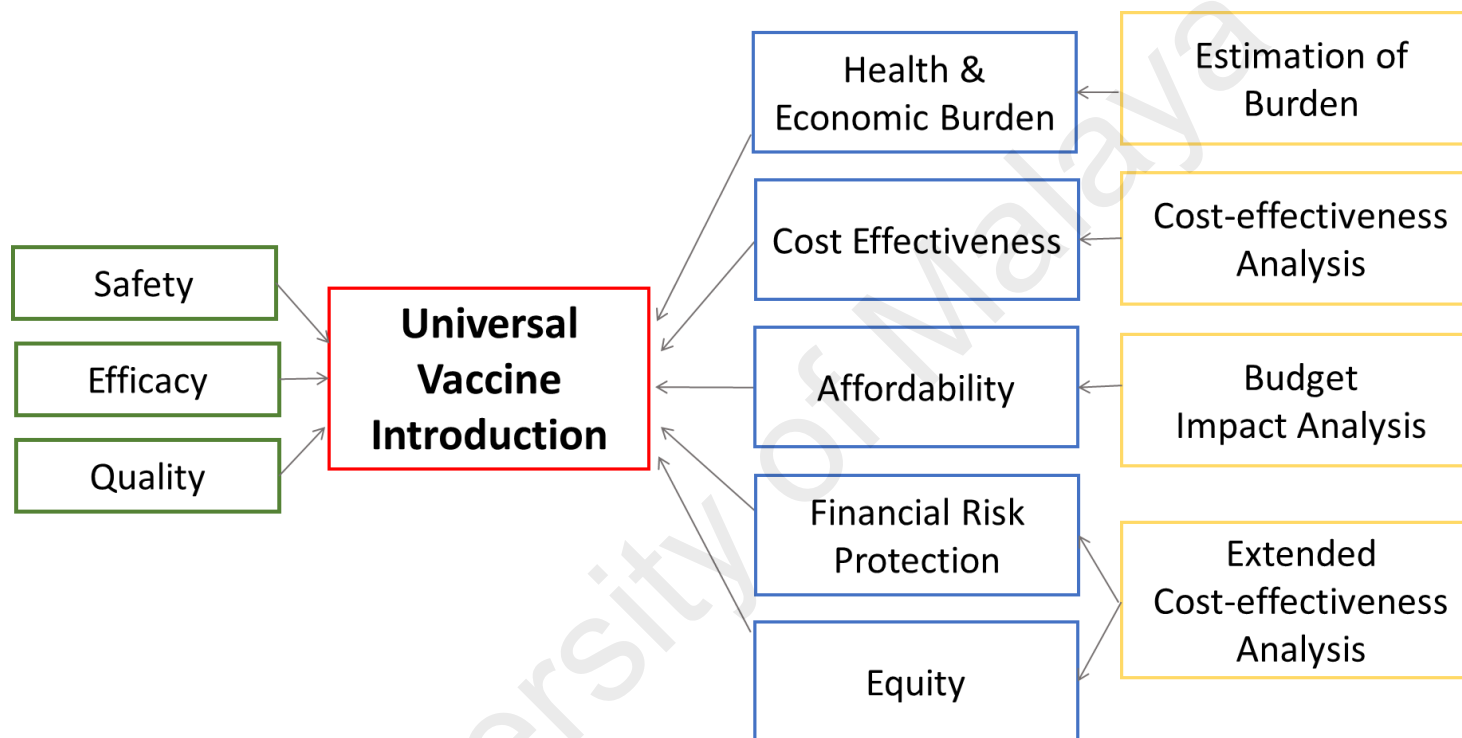 Safety
Efficacy
Quality
Universal
Vaccine
Introduction
Health &
Economic Burden
Cost Effectiveness
Affordability
Financial Risk
Protection
Equity
Estimation of
Burden
Cost-effectiveness
Analysis
Budget
Impact Analysis
Extended
Cost-effectiveness
Analysis
ersity of Malaya